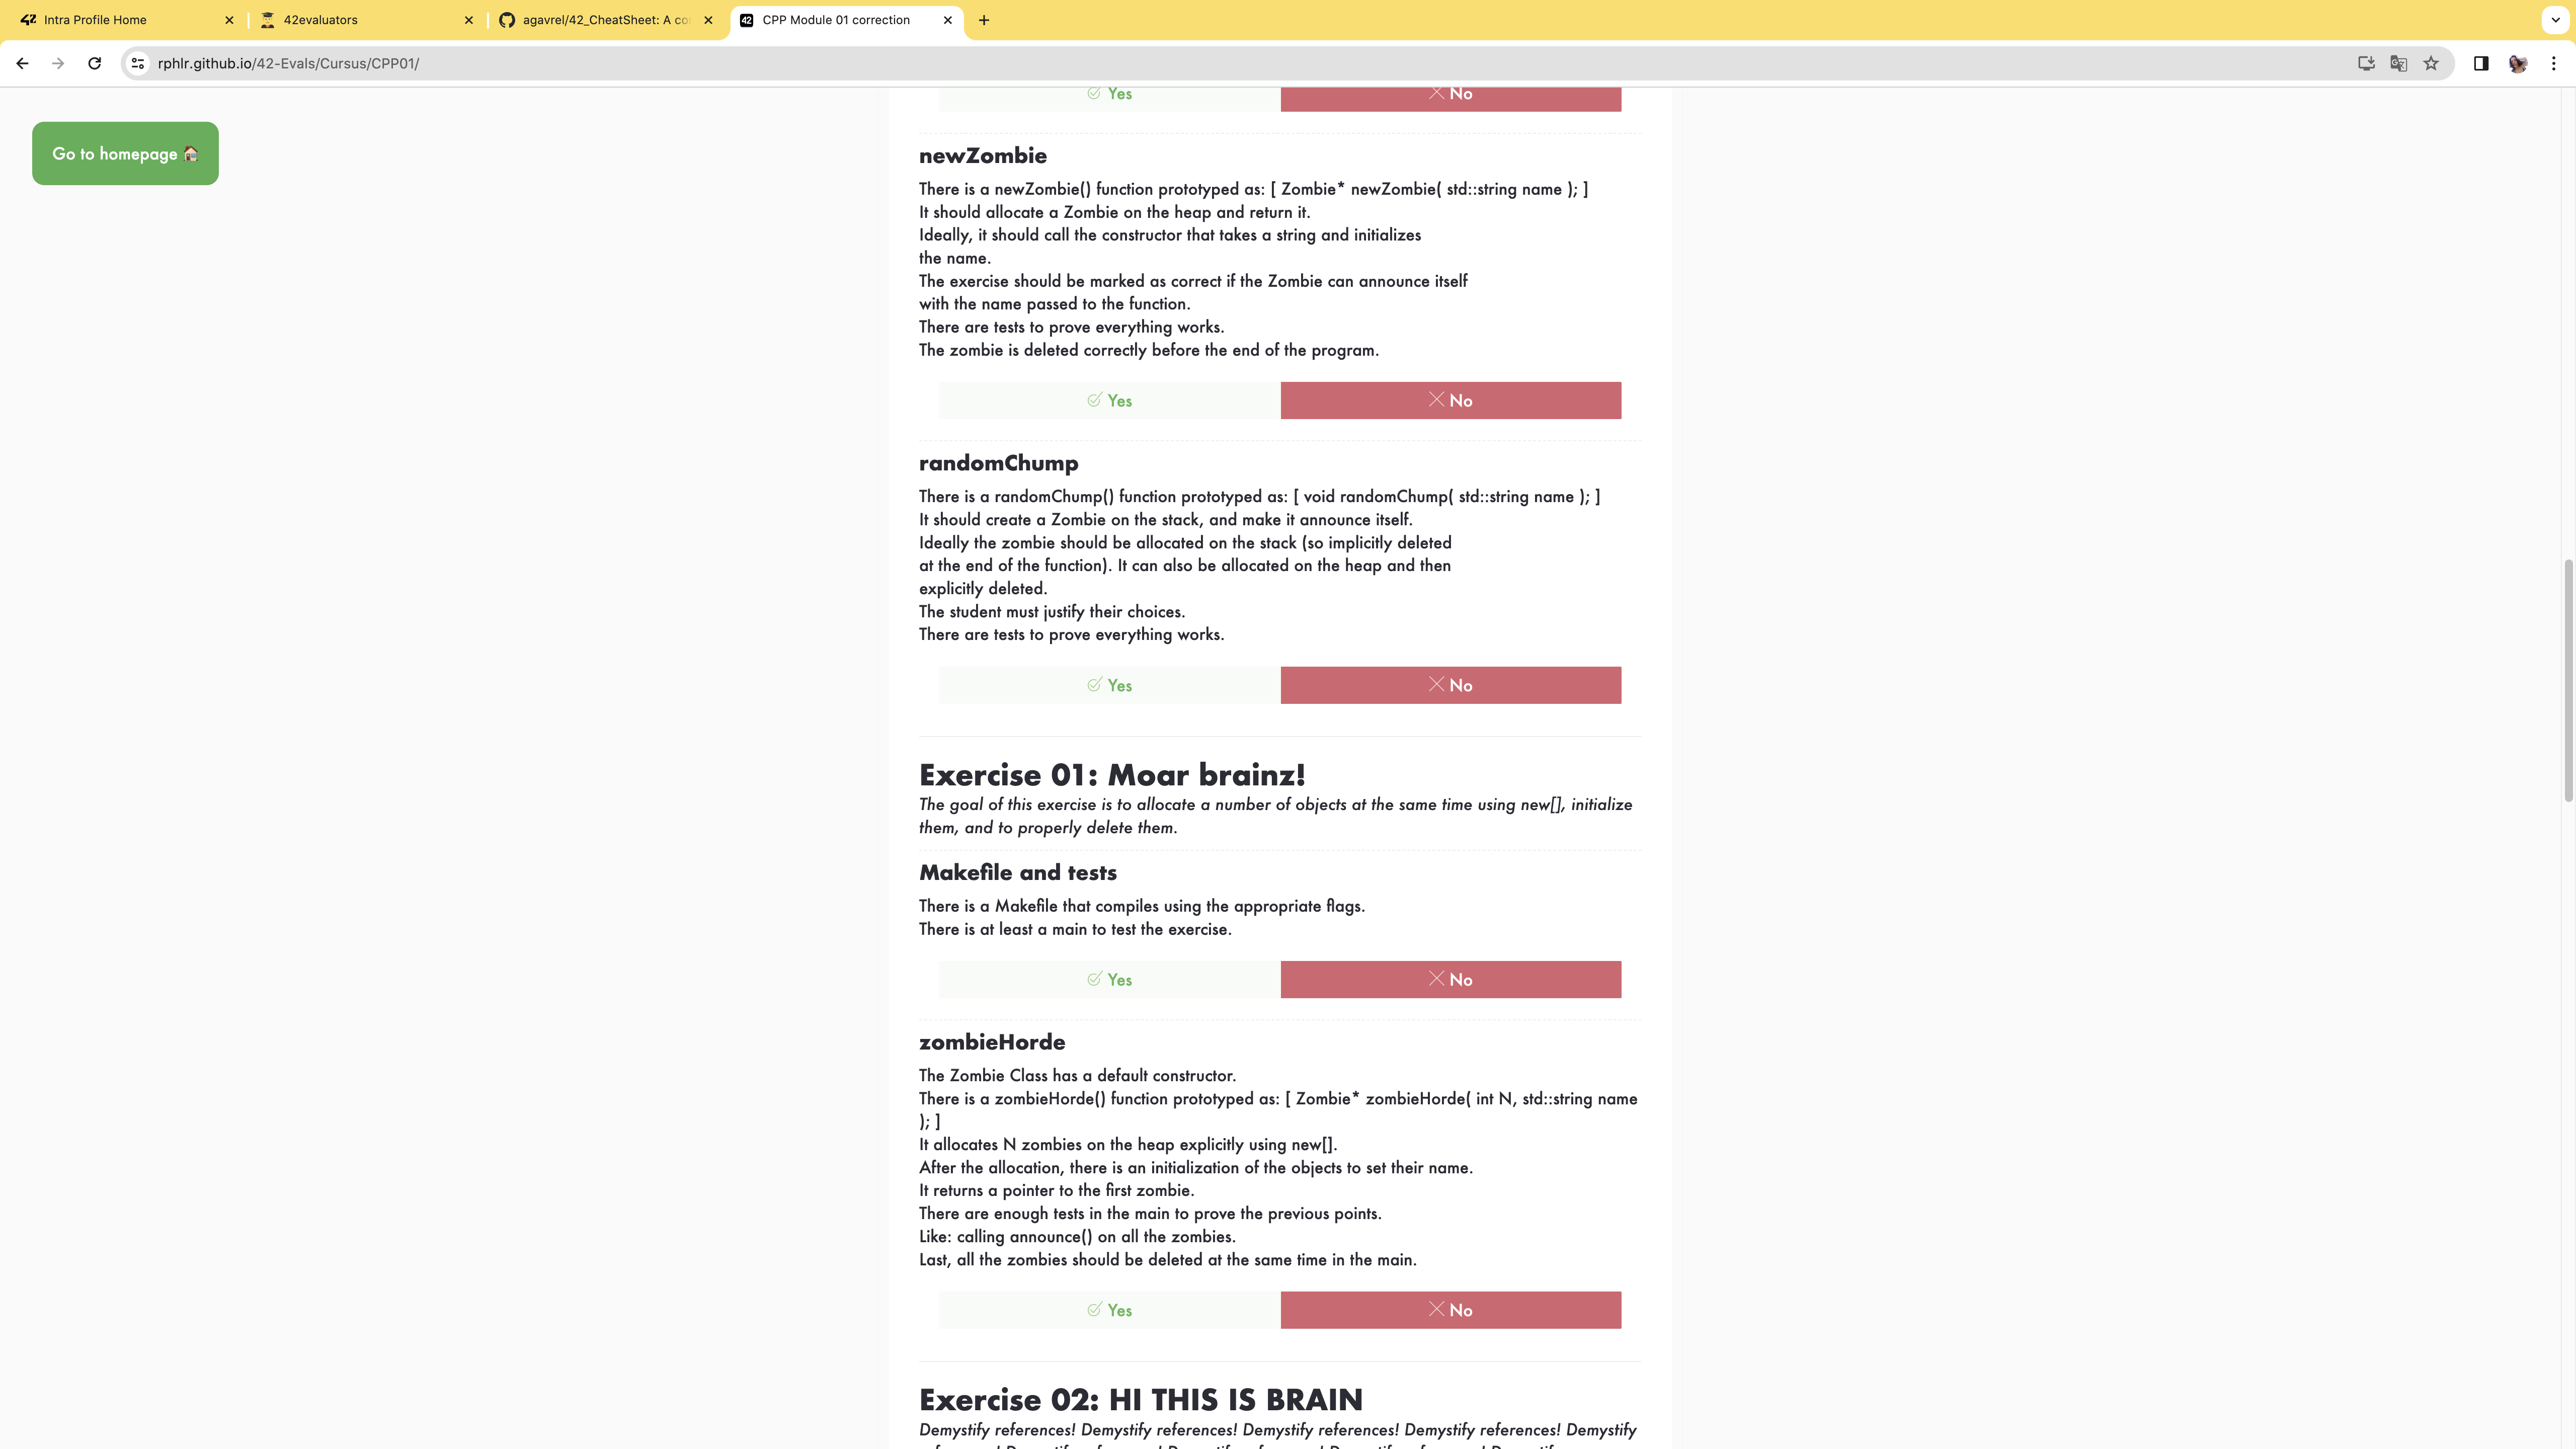 Intra Profile Home
42evaluators
agavrel/42_CheatSheet: A co
42 CPP Module 01 correction
rphlr.github.io/42-Evals/Cursus/CPP01/
Go to homepage
Yes No
newZombie
There is a newZombie() function prototyped as: [ Zombie* newZombie( std::string name ); ]
It should allocate a Zombie on the heap and return it.
Ideally, it should call the constructor that takes a string and initializes
the name.
The exercise should be marked as correct if the Zombie can announce itself
with the name passed to the function.
There are tests to prove everything works.
The zombie is deleted correctly before the end of the program.
Yes No
randomChump
There is a randomChump() function prototyped as: [ void randomChump( std::string name ); ]
It should create a Zombie on the stack, and make it announce itself.
Ideally the zombie should be allocated on the stack (so implicitly deleted
at the end of the function). It can also be allocated on the heap and then
explicitly deleted.
The student must justify their choices.
There are tests to prove everything works.
Yes No
Exercise 01: Moar brainz!
The goal of this exercise is to allocate a number of objects at the same time using new[], initialize
them, and to properly delete them.
Makefile and tests
There is a Makefile that compiles using the appropriate flags.
There is at least a main to test the exercise.
Yes No
zombieHorde
The Zombie Class has a default constructor.
There is a zombieHorde() function prototyped as: [ Zombie* zombieHorde( int N, std::string name
); ]
It allocates N zombies on the heap explicitly using new[].
After the allocation, there is an initialization of the objects to set their name.
It returns a pointer to the first zombie.
There are enough tests in the main to prove the previous points.
Like: calling announce() on all the zombies.
Last, all the zombies should be deleted at the same time in the main.
Yes No
Exercise 02: HI THIS IS BRAIN
Demystify references! Demystify references! Demystify references! Demystify references! Demystify